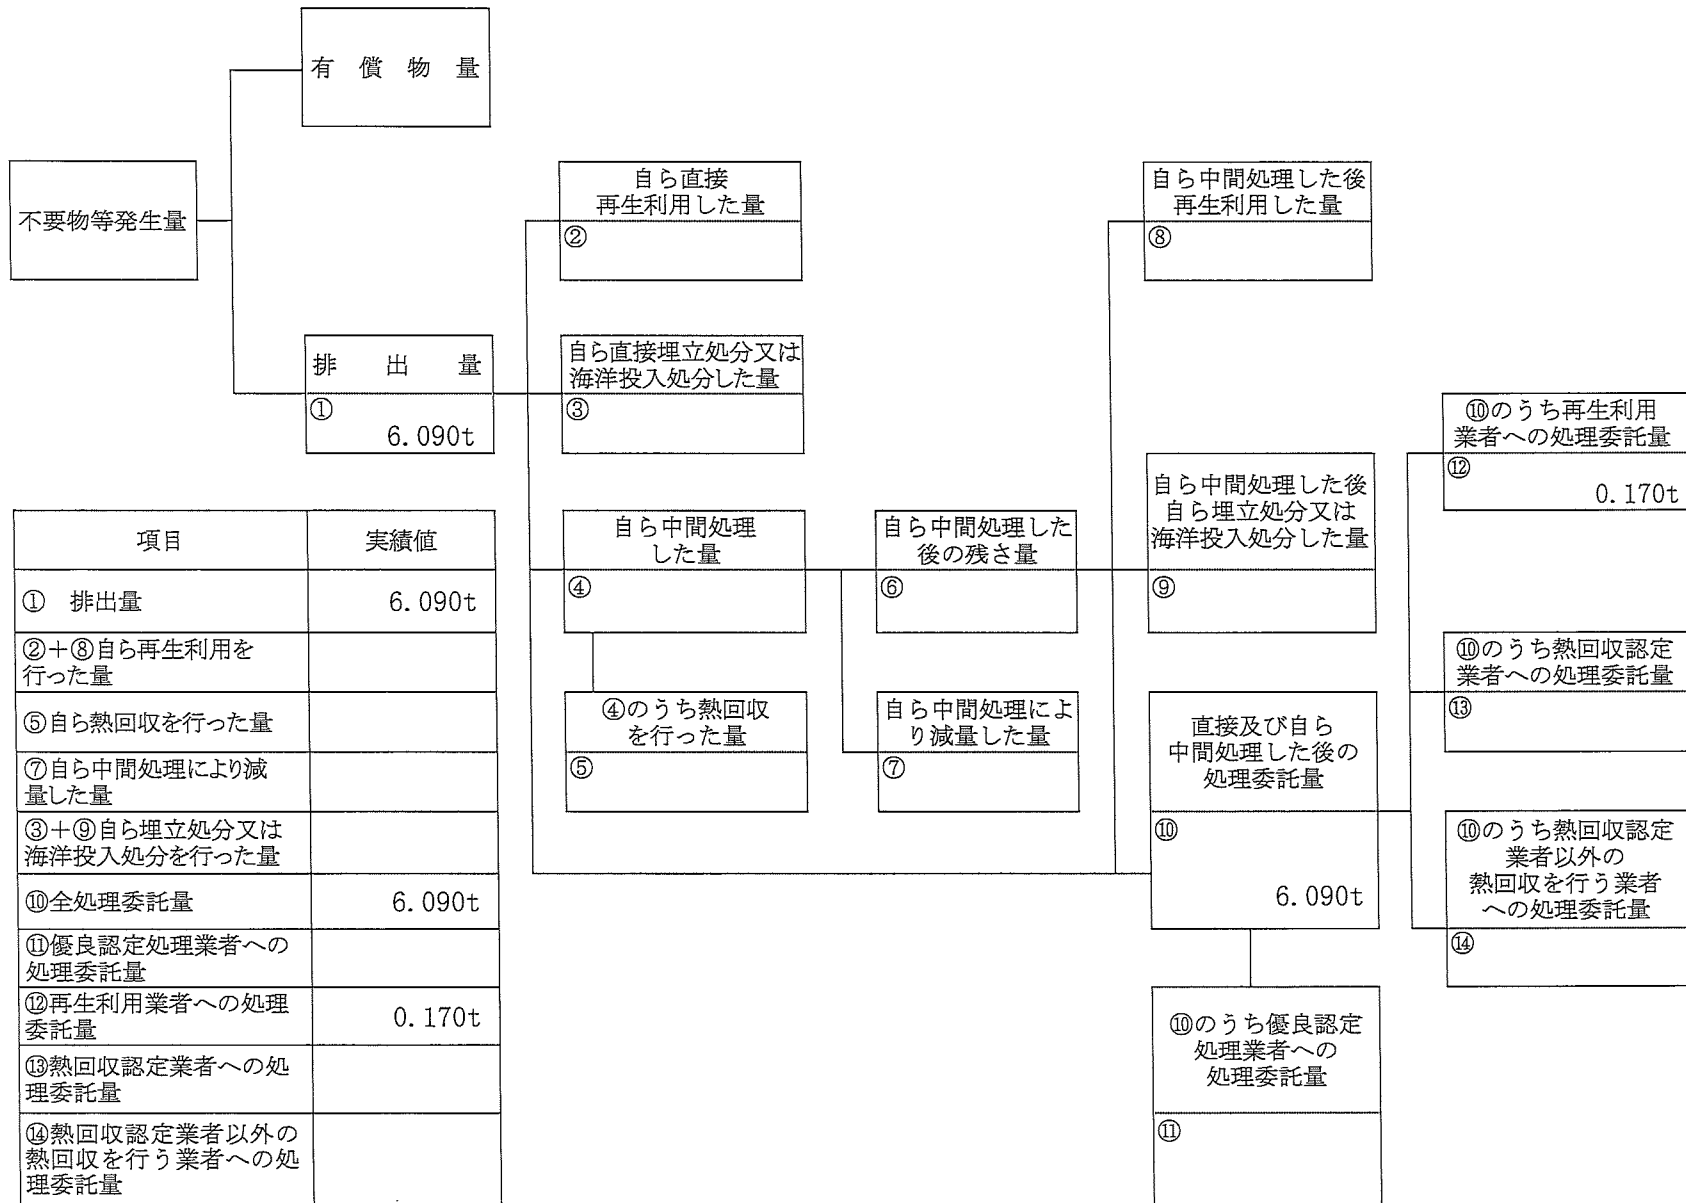 有 償 物 量
不要物等発生量
自ら直接
再生利用した量
②
自ら中間処理した後
再生利用した量
⑧
排 出 量
①
6.090t
自ら直接埋立処分又は
海洋投入処分した量
③
⑩のうち再生利用
業者への処理委託量
⑫
0.170t
自ら中間処理
した量
④
自ら中間処理した
後の残さ量
⑥
自ら中間処理した後
自ら埋立処分又は
海洋投入処分した量
⑨
④のうち熱回収
を行った量
⑤
自ら中間処理によ
り減量した量
⑦
直接及び自ら
中間処理した後の
処理委託量
⑩
6.090t
⑩のうち熱回収認定
業者への処理委託量
⑬
⑩のうち熱回収認定
業者以外の
熱回収を行う業者
への処理委託量
⑭
⑩のうち優良認定
処理業者への
処理委託量
⑪
項目 実績値
① 排出量 6.090t
②+⑧自ら再生利用を
行った量
⑤自ら熱回収を行った量
⑦自ら中間処理により減
量した量
③+⑨自ら埋立処分又は
海洋投入処分を行った量
⑩全処理委託量 6.090t
⑪優良認定処理業者への
処理委託量
⑫再生利用業者への処理
委託量 0.170t
⑬熱回収認定業者への処
理委託量
⑭熱回収認定業者以外の
熱回収を行う業者への処
理委託量